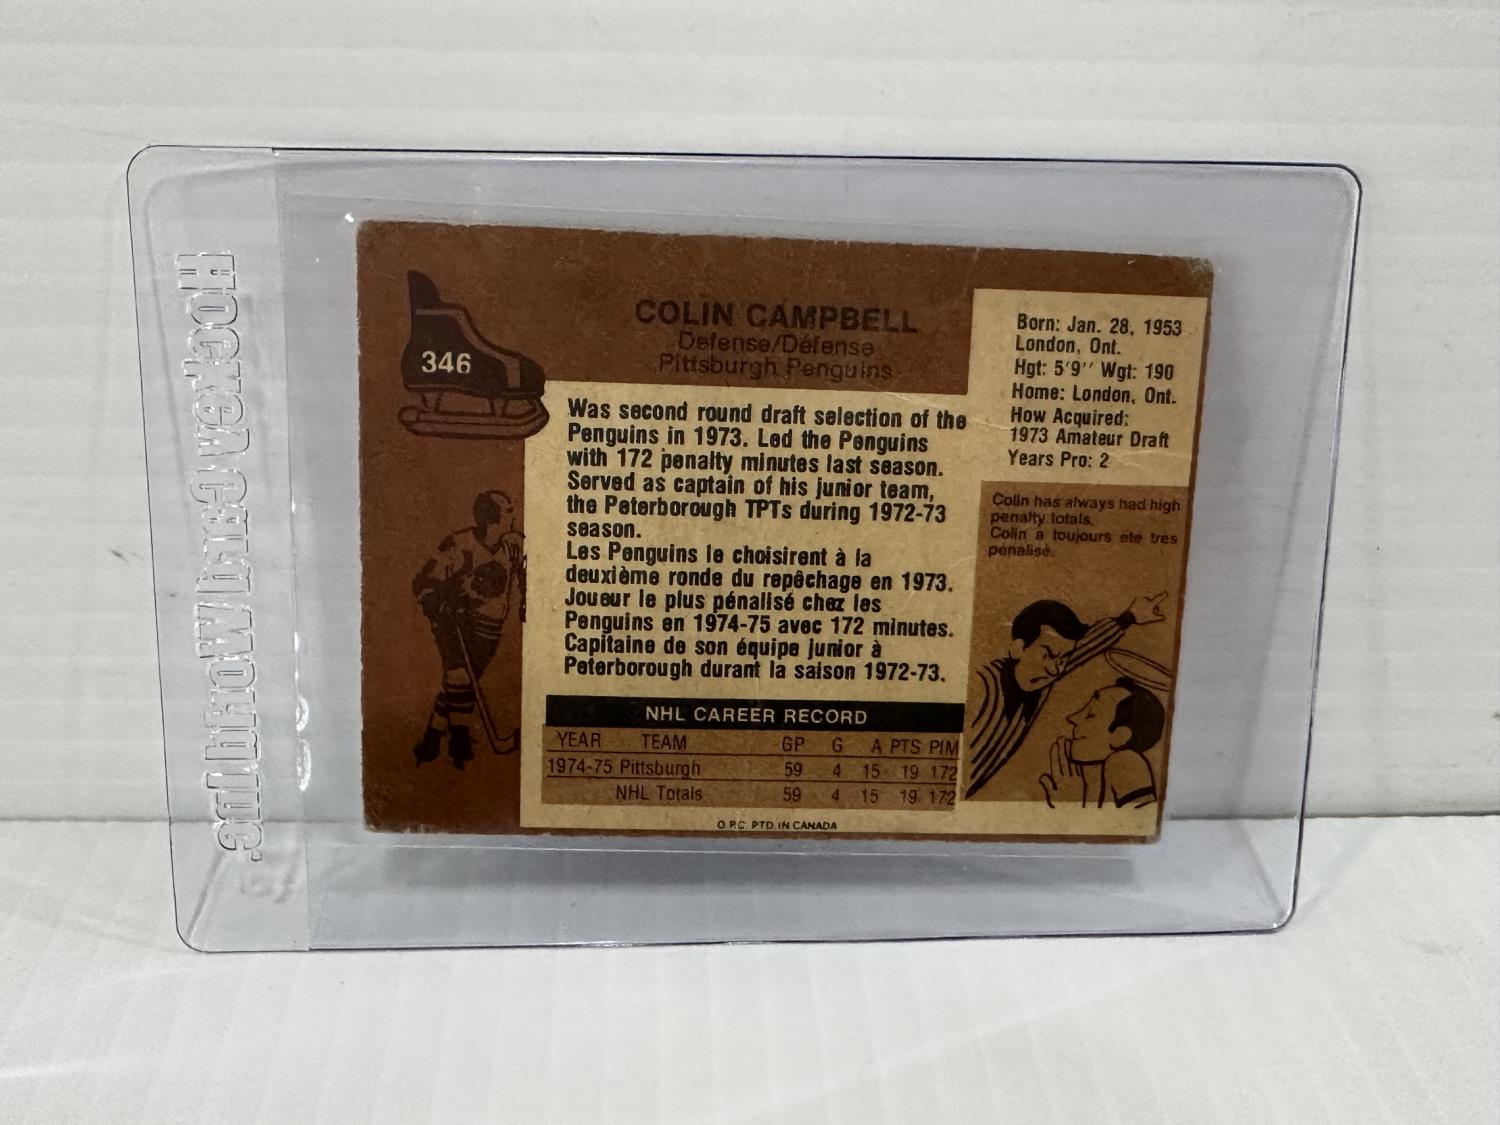 HockeyCardWorld Inc.
346
COLIN CAMPBELL
Defense/Défense
Pittsburgh Penguins
Was second round draft selection of the
Penguins in 1973. Led the Penguins
with 172 penalty minutes last season.
Served as captain of his junior team,
the Peterborough TPTs during 1972-73
season.
Les Penguins le choisirent à la
deuxième ronde du repêchage en 1973.
Joueur le plus pénalisé chez les
Penguins en 1974-75 avec 172 minutes.
Capitaine de son équipe junior à
Peterborough durant la saison 1972-73.
Born: Jan. 28, 1953
London, Ont.
Hgt: 5'9'' Wgt: 190
Home: London, Ont.
How Acquired:
1973 Amateur Draft
Years Pro: 2
Colin has always had high
penalty totals.
Colin a toujours été très
pénalisé.
NHL CAREER RECORD
YEAR TEAM GP G A PTS PIM
1974-75 Pittsburgh 59 4 15 19 172
NHL Totals 59 4 15 19 172
O.P.C. PTD. IN CANADA